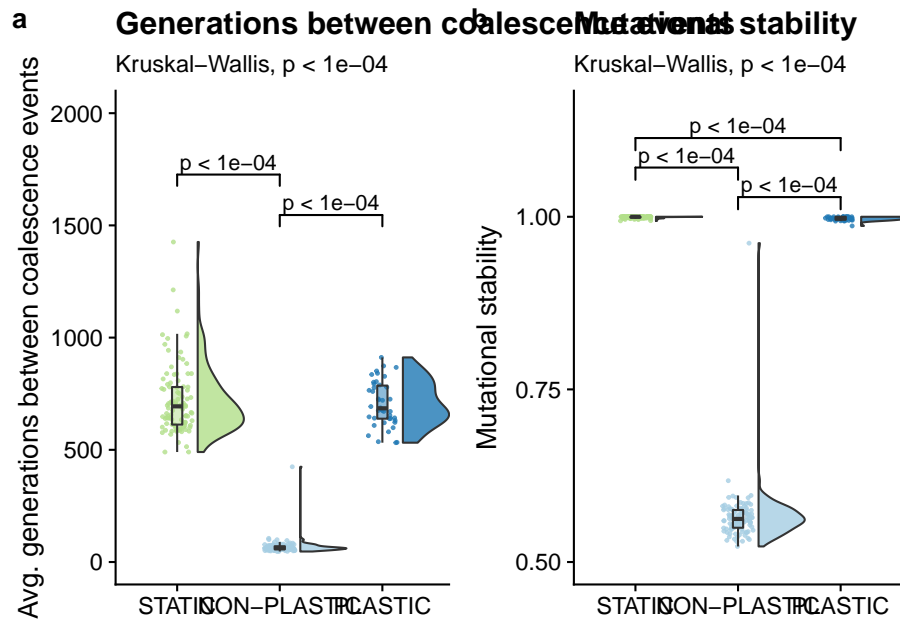 a
Generations between coalescence events
Kruskal−Wallis, p < 1e−04
Avg. generations between coalescence events
2000
1500
1000
500
0
p < 1e−04
p < 1e−04
STATIC
NON−PLASTIC
PLASTIC
b
Mutational stability
Kruskal−Wallis, p < 1e−04
Mutational stability
1.00
0.75
0.50
p < 1e−04
p < 1e−04
p < 1e−04
STATIC
NON−PLASTIC
PLASTIC